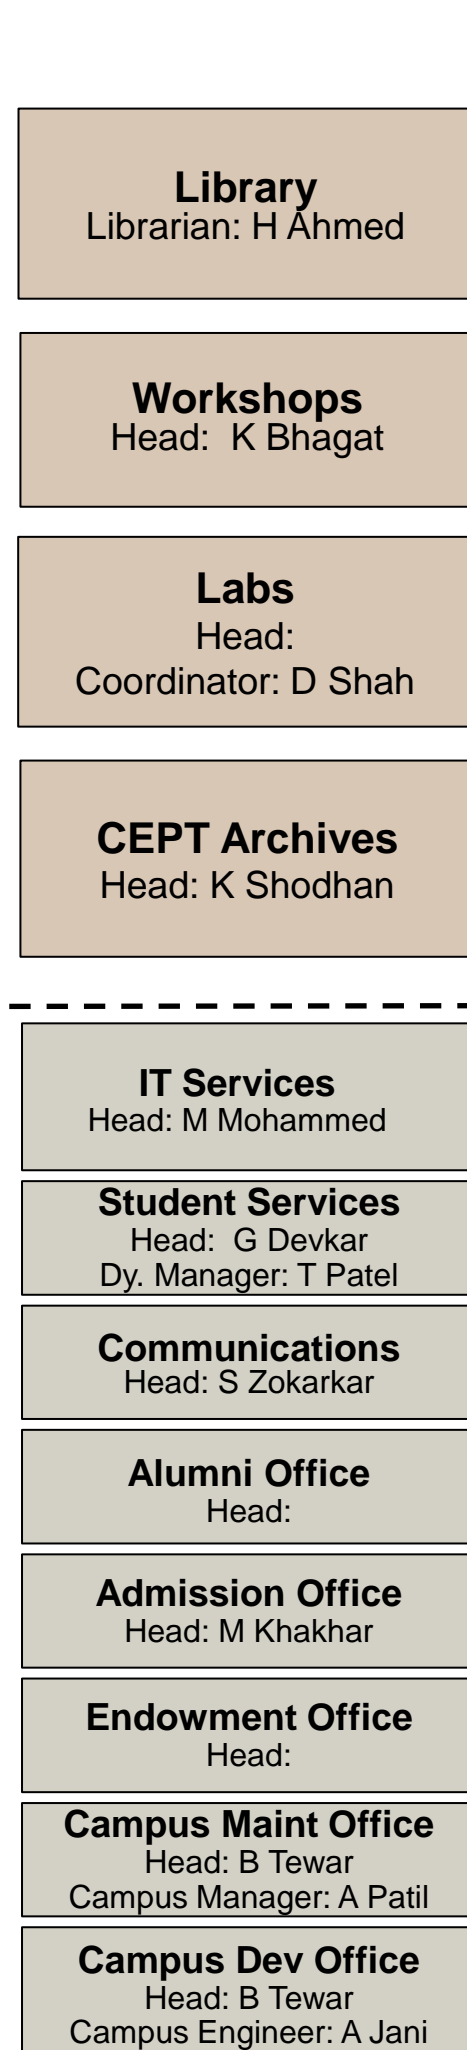 Library
Librarian: H Ahmed
Workshops
Head:  K Bhagat
Labs
Head:
Coordinator: D Shah
CEPT Archives
Head: K Shodhan
IT Services
Head: M Mohammed
Student Services
Head:  G Devkar
Dy. Manager: T Patel
Communications
Head: S Zokarkar
Alumni Office
Head:
Admission Office
Head: M Khakhar
Endowment Office
Head:
Campus Maint Office
Head: B Tewar
Campus Manager: A Patil
Campus Dev Office
Head: B Tewar
Campus Engineer: A Jani